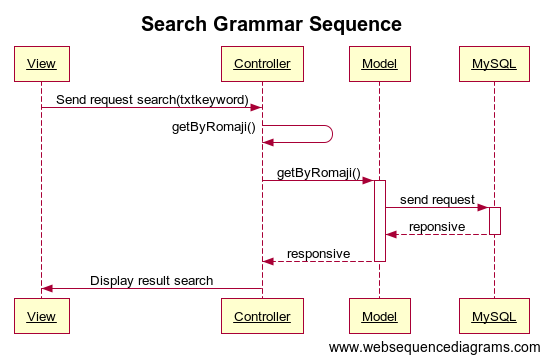 Search Grammar Sequence
View Controller Model MySQL
Send request search(txtkeyword)
getByRomaji()
getByRomaji()
send request
reponsive
responsive
Display result search
View Controller Model MySQL
www.websequencediagrams.com